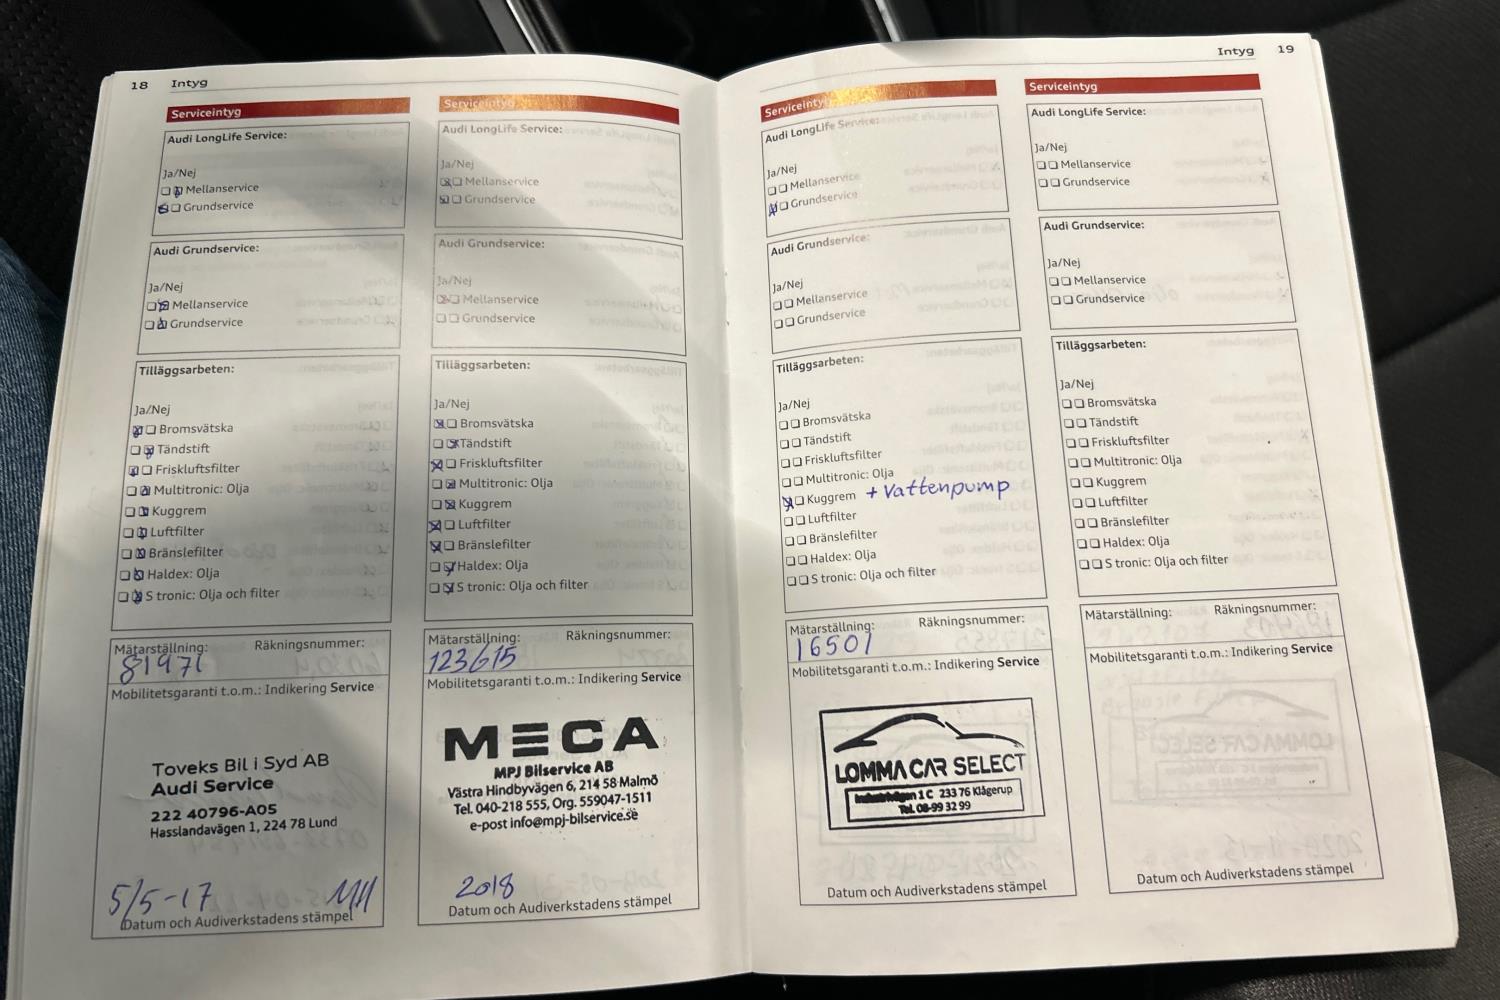 18 Intyg
Serviceintyg
Audi LongLife Service:
Ja/Nej
Mellanservice
Grundservice
Audi Grundservice:
Ja/Nej
Mellanservice
Grundservice
Tilläggsarbeten:
Ja/Nej
Bromsvätska
Tändstift
Friskluftsfilter
Multitronic: Olja
Kuggrem
Luftfilter
Bränslefilter
Haldex: Olja
S tronic: Olja och filter
Mätarställning: Räkningsnummer:
81971
Mobilitetsgaranti t.o.m.: Indikering Service
Toveks Bil i Syd AB
Audi Service
222 40796-A05
Hasslandavägen 1, 224 78 Lund
5/5-17
Datum och Audiverkstadens stämpel
Serviceintyg
Audi LongLife Service:
Ja/Nej
Mellanservice
Grundservice
Audi Grundservice:
Ja/Nej
Mellanservice
Grundservice
Tilläggsarbeten:
Ja/Nej
Bromsvätska
Tändstift
Friskluftsfilter
Multitronic: Olja
Kuggrem
Luftfilter
Bränslefilter
Haldex: Olja
S tronic: Olja och filter
Mätarställning: Räkningsnummer:
123615
Mobilitetsgaranti t.o.m.: Indikering Service
MECA
MPJ Bilservice AB
Västra Hindbyvägen 6, 214 58 Malmö
Tel. 040-218 555, Org. 559047-1511
e-post info@mpj-bilservice.se
2018
Datum och Audiverkstadens stämpel
Intyg 19
Serviceintyg
Audi LongLife Service:
Ja/Nej
Mellanservice
Grundservice
Audi Grundservice:
Ja/Nej
Mellanservice
Grundservice
Tilläggsarbeten:
Ja/Nej
Bromsvätska
Tändstift
Friskluftsfilter
Multitronic: Olja
Kuggrem + Vattenpump
Luftfilter
Bränslefilter
Haldex: Olja
S tronic: Olja och filter
Mätarställning: Räkningsnummer:
16501
Mobilitetsgaranti t.o.m.: Indikering Service
LOMMA CAR SELECT
1 C 233 76 Klågerup
Tel. 08-99 32 99
Datum och Audiverkstadens stämpel
Serviceintyg
Audi LongLife Service:
Ja/Nej
Mellanservice
Grundservice
Audi Grundservice:
Ja/Nej
Mellanservice
Grundservice
Tilläggsarbeten:
Ja/Nej
Bromsvätska
Tändstift
Friskluftsfilter
Multitronic: Olja
Kuggrem
Luftfilter
Bränslefilter
Haldex: Olja
S tronic: Olja och filter
Mätarställning: Räkningsnummer:
Mobilitetsgaranti t.o.m.: Indikering Service
Datum och Audiverkstadens stämpel